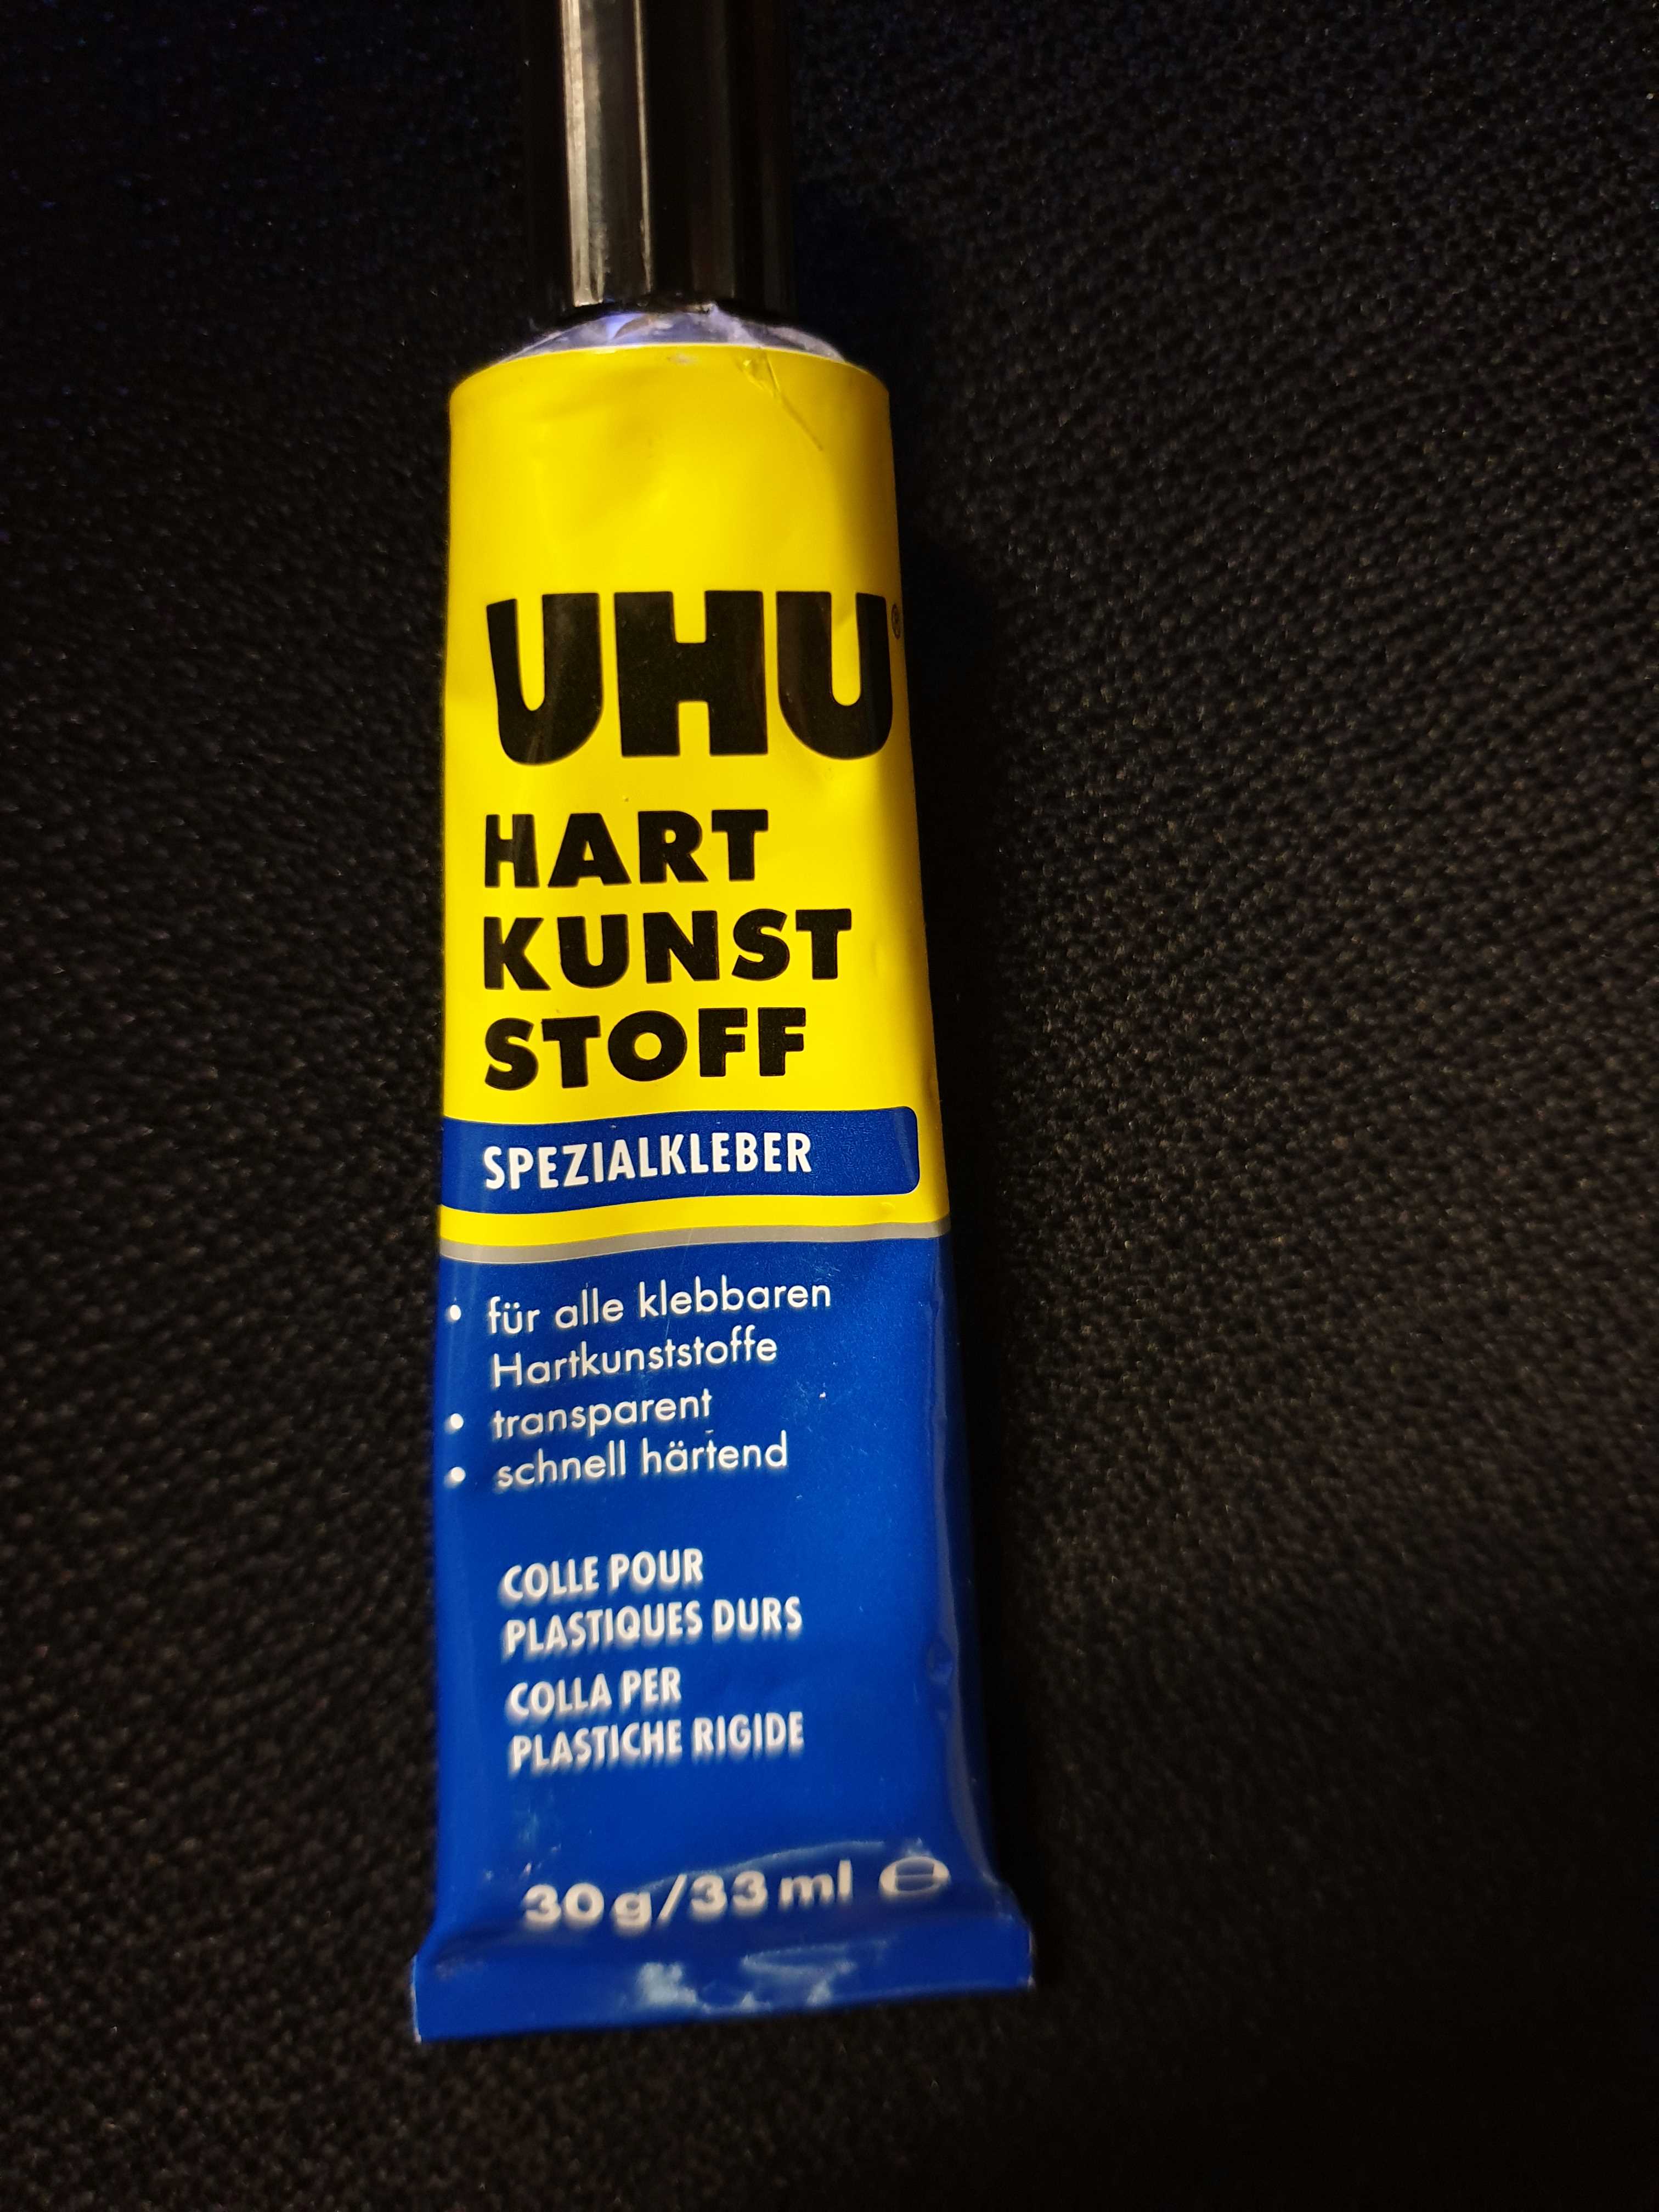 UHU®
HART
KUNST
STOFF
SPEZIALKLEBER
• für alle klebbaren
Hartkunststoffe
• transparent
• schnell härtend
COLLE POUR
PLASTIQUES DURS
COLLA PER
PLASTICHE RIGIDE
30g/33ml ℮